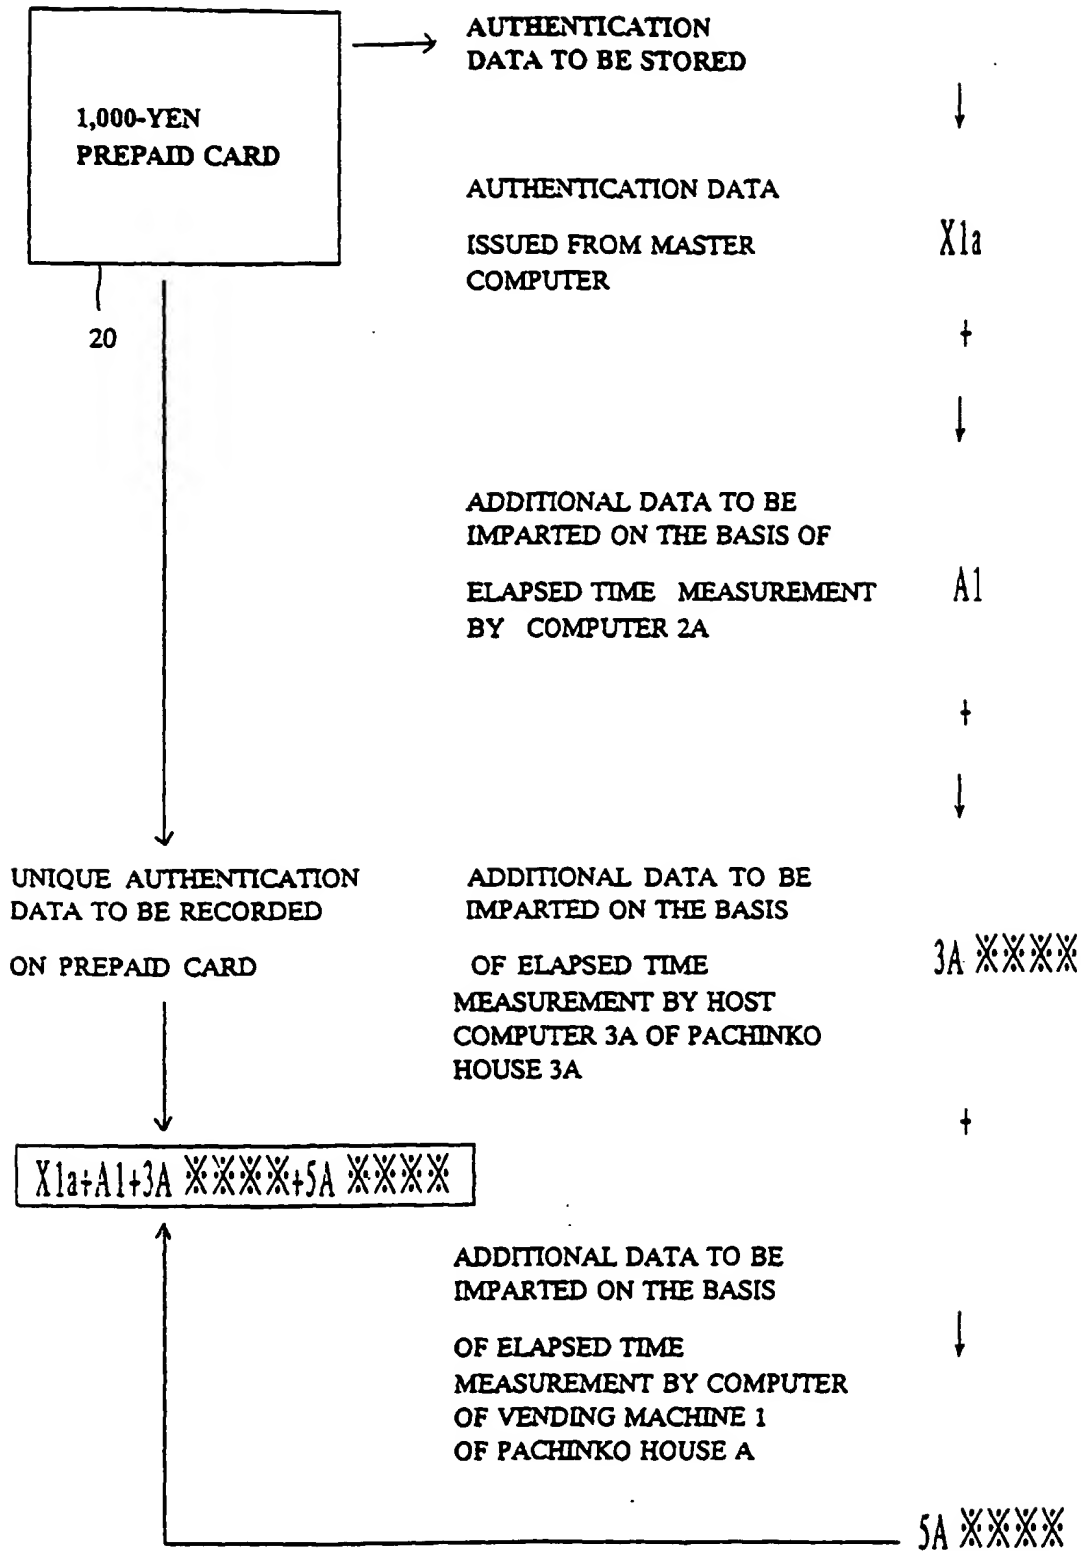 1,000-YEN
PREPAID CARD
20
AUTHENTICATION
DATA TO BE STORED
↓
AUTHENTICATION DATA
ISSUED FROM MASTER
COMPUTER
X1a
+
↓
ADDITIONAL DATA TO BE
IMPARTED ON THE BASIS OF
ELAPSED TIME MEASUREMENT
BY COMPUTER 2A
A1
+
↓
UNIQUE AUTHENTICATION
DATA TO BE RECORDED
ON PREPAID CARD
ADDITIONAL DATA TO BE
IMPARTED ON THE BASIS
OF ELAPSED TIME
MEASUREMENT BY HOST
COMPUTER 3A OF PACHINKO
HOUSE 3A
3A ※※※※
+
X1a+A1+3A ※※※※+5A ※※※※
ADDITIONAL DATA TO BE
IMPARTED ON THE BASIS
OF ELAPSED TIME
MEASUREMENT BY COMPUTER
OF VENDING MACHINE 1
OF PACHINKO HOUSE A
↓
5A ※※※※